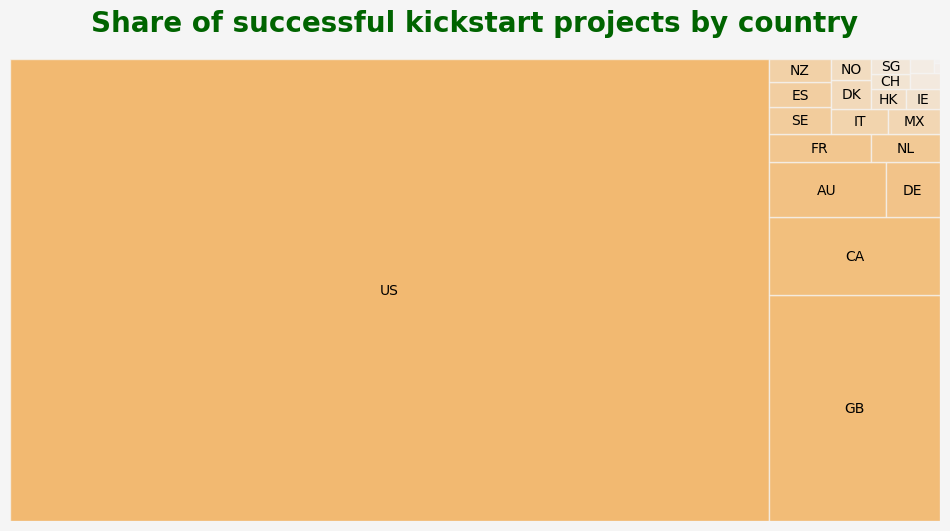 Share of successful kickstart projects by country
NZ
NO
SG
CH
ES
DK
HK
IE
SE
IT
MX
FR
NL
AU
DE
CA
US
GB